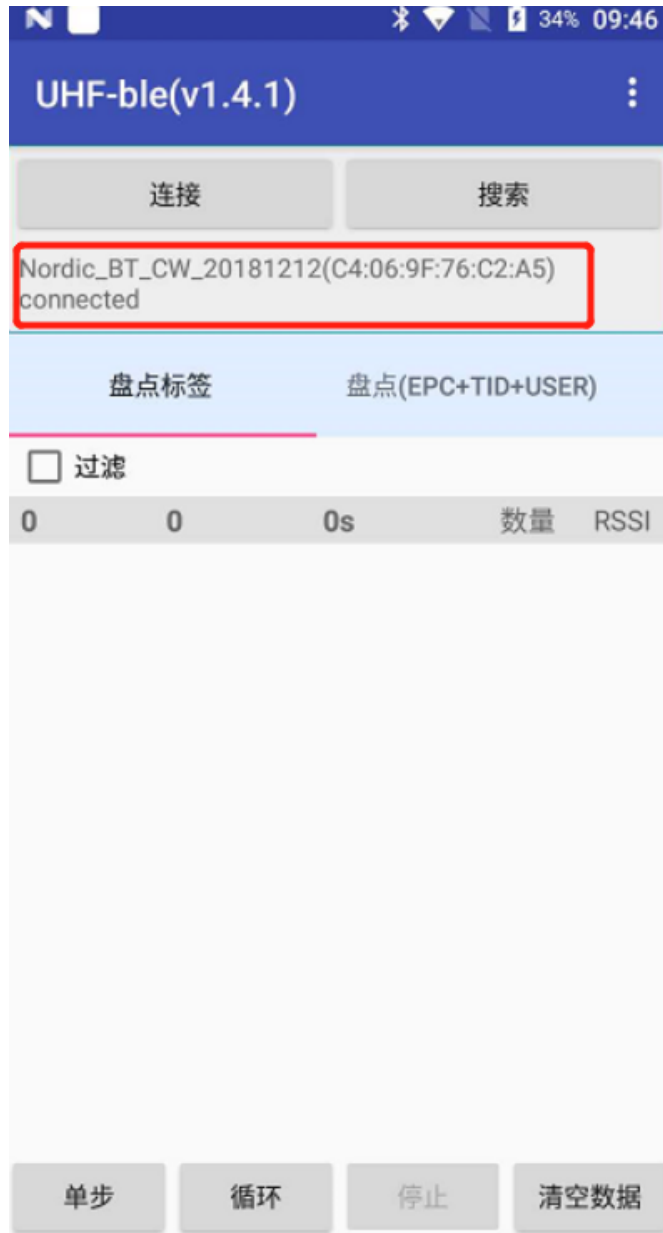 34% 09:46
UHF-ble(v1.4.1)
连接 搜索
Nordic_BT_CW_20181212(C4:06:9F:76:C2:A5)
connected
盘点标签 盘点(EPC+TID+USER)
过滤
0 0 0s 数量 RSSI
单步 循环 停止 清空数据